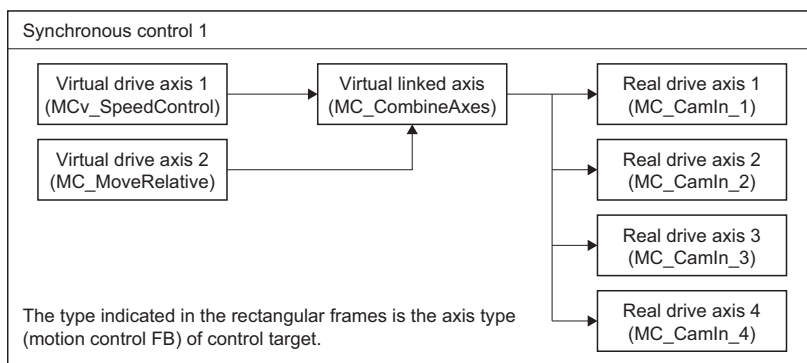 Synchronous control 1
Virtual drive axis 1
(MCv_SpeedControl)
Virtual linked axis
(MC_CombineAxes)
Real drive axis 1
(MC_CamIn_1)
Virtual drive axis 2
(MC_MoveRelative)
Real drive axis 2
(MC_CamIn_2)
Real drive axis 3
(MC_CamIn_3)
Real drive axis 4
(MC_CamIn_4)
The type indicated in the rectangular frames is the axis type
(motion control FB) of control target.